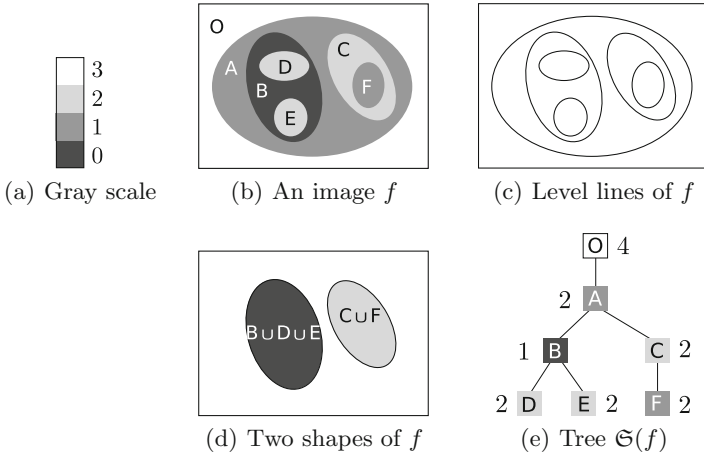 3
2
1
0
(a) Gray scale
O
A
B
D
E
C
F
(b) An image f
(c) Level lines of f
B∪D∪E
C∪F
(d) Two shapes of f
O 4
2 A
1 B
C 2
2 D
E 2
F 2
(e) Tree 𝔖(f)